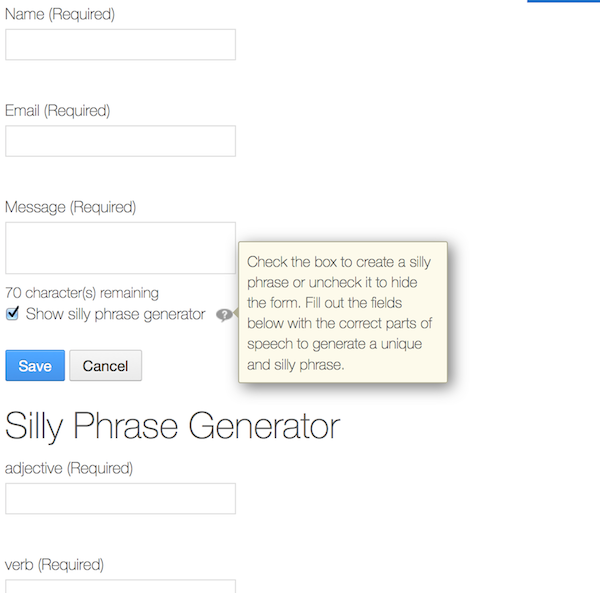 Name (Required)
Email (Required)
Message (Required)
70 character(s) remaining
Show silly phrase generator
?
Check the box to create a silly
phrase or uncheck it to hide
the form. Fill out the fields
below with the correct parts of
speech to generate a unique
and silly phrase.
Save
Cancel
Silly Phrase Generator
adjective (Required)
verb (Required)